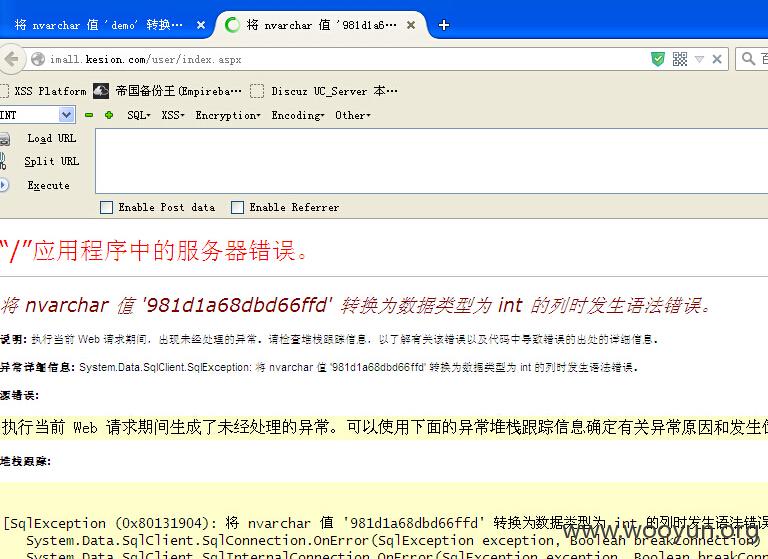 将 nvarchar 值 'demo' 转换⋯ × 将 nvarchar 值 '981d1a6⋯ × +
imall.kesion.com/user/index.aspx
XSS Platform 帝国备份王(Empireba⋯ Discuz UC_Server 本⋯
INT SQL▾ XSS▾ Encryption▾ Encoding▾ Other▾
Load URL
Split URL
Execute
Enable Post data Enable Referrer
“/”应用程序中的服务器错误。
将 nvarchar 值 '981d1a68dbd66ffd' 转换为数据类型为 int 的列时发生语法错误。
说明: 执行当前 Web 请求期间，出现未经处理的异常。请检查堆栈跟踪信息，以了解有关该错误以及代码中导致错误的出处的详细信息。
异常详细信息: System.Data.SqlClient.SqlException: 将 nvarchar 值 '981d1a68dbd66ffd' 转换为数据类型为 int 的列时发生语法错误。
源错误:
执行当前 Web 请求期间生成了未经处理的异常。可以使用下面的异常堆栈跟踪信息确定有关异常原因和发生
堆栈跟踪:
[SqlException (0x80131904): 将 nvarchar 值 '981d1a68dbd66ffd' 转换为数据类型为 int 的列时发生语法错误
System.Data.SqlClient.SqlConnection.OnError(SqlException exception, Boolean breakConnection)
System.Data.SqlClient.SqlInternalConnection.OnError(SqlException exception, Boolean breakConn
www.wooyun.org